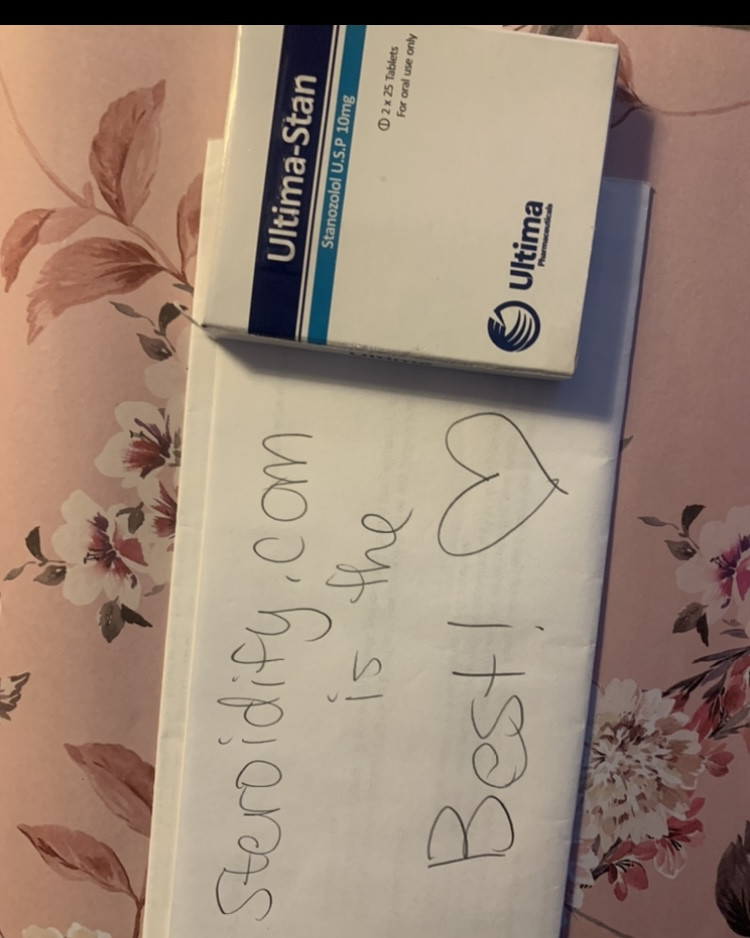 Ultima-Stan
Stanozolol U.S.P 10mg
2 x 25 Tablets
For oral use only
Ultima
Pharmaceuticals
Steroidify.com
is the
Best!